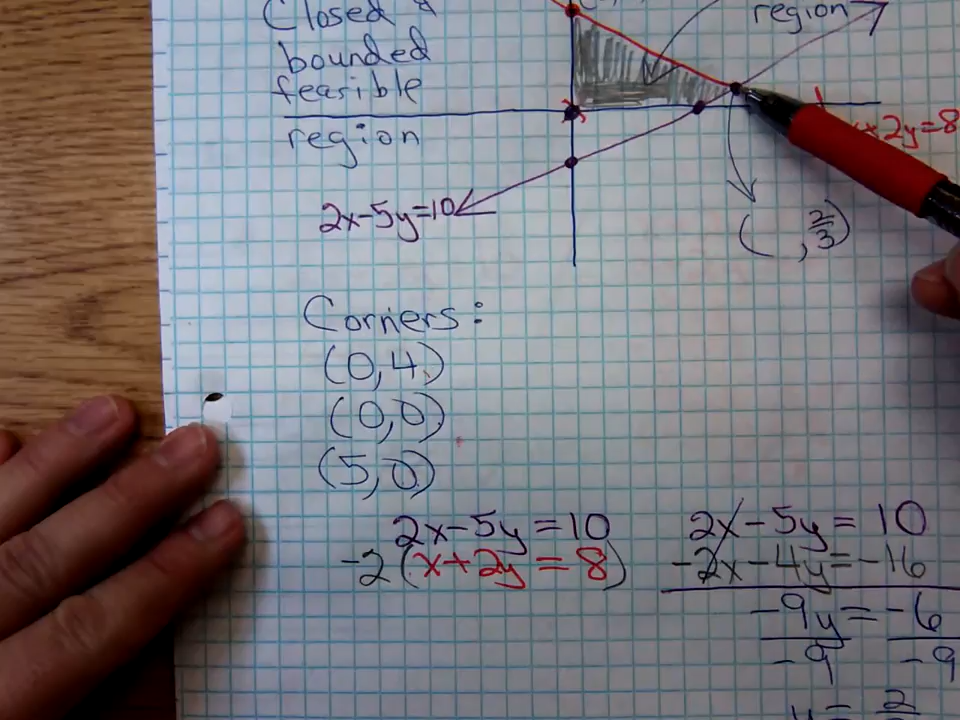 Closed &
bounded
feasible
region
region
x+2y=8
2x-5y=10
( , 2/3)
Corners:
(0,4)
(0,0)
(5,0)
2x-5y=10
-2(x+2y=8)
2x-5y=10
-2x-4y=-16
-9y=-6
-9 -9
y= 2